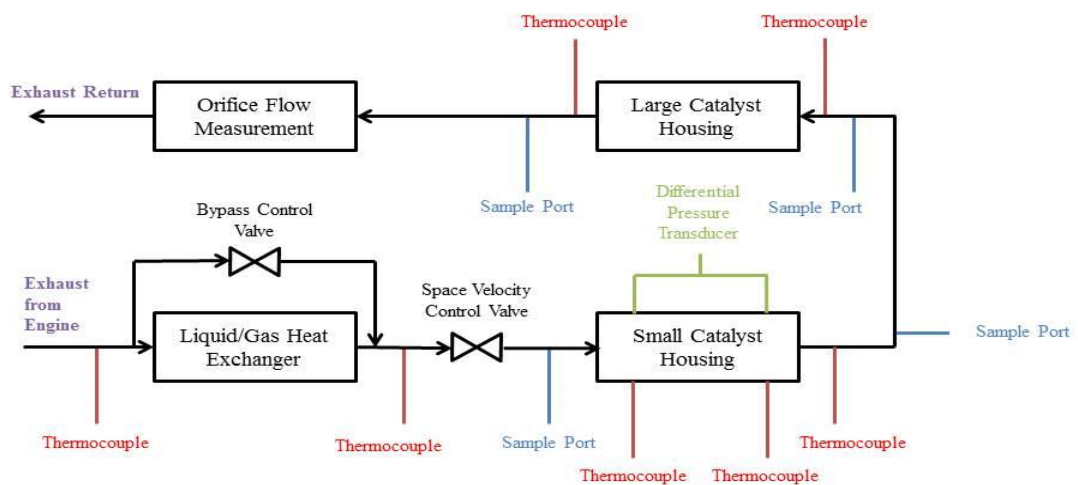 Thermocouple
Thermocouple
Exhaust Return
Orifice Flow
Measurement
Large Catalyst
Housing
Sample Port
Sample Port
Differential
Pressure
Transducer
Bypass Control
Valve
Exhaust
from
Engine
Space Velocity
Control Valve
Liquid/Gas Heat
Exchanger
Small Catalyst
Housing
Sample Port
Thermocouple
Thermocouple
Sample Port
Thermocouple
Thermocouple
Thermocouple